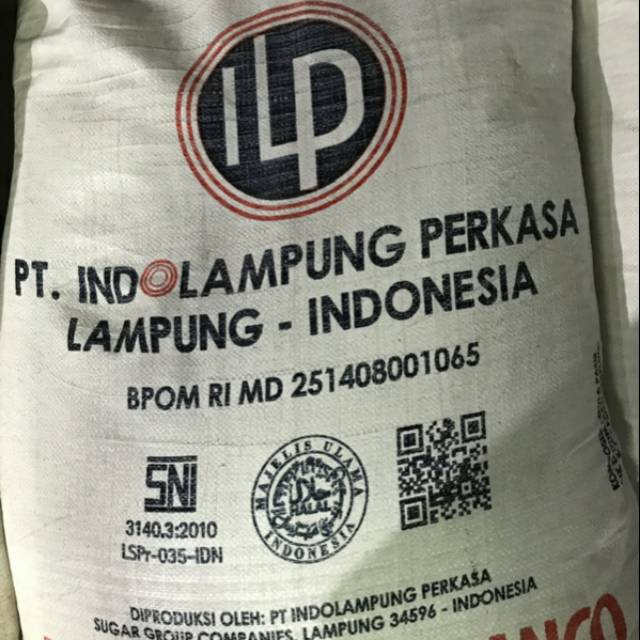 ILP
PT. INDOLAMPUNG PERKASA
LAMPUNG - INDONESIA
BPOM RI MD 251408001065
SNI
3140.3:2010
LSPr-035-IDN
MAJELIS ULAMA
حلال
HALAL
INDONESIA
DIPRODUKSI OLEH: PT INDOLAMPUNG PERKASA
SUGAR GROUP COMPANIES, LAMPUNG 34596 - INDONESIA